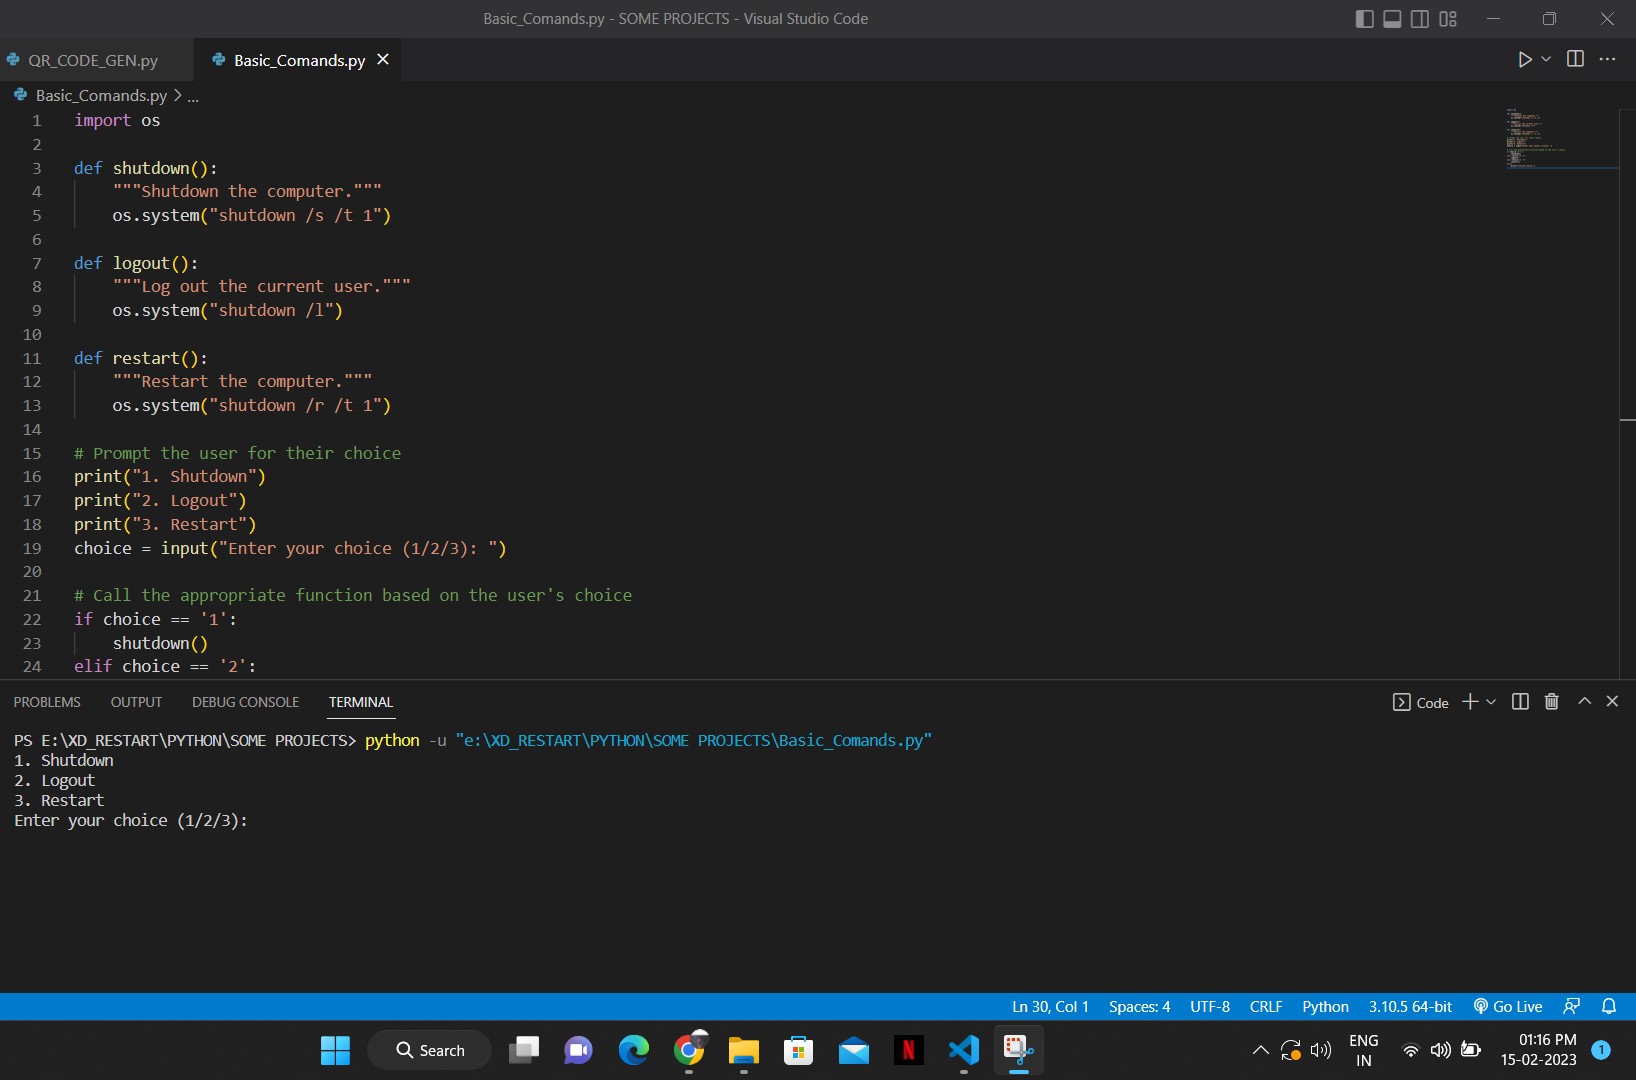 Basic_Comands.py - SOME PROJECTS - Visual Studio Code
QR_CODE_GEN.py
Basic_Comands.py
Basic_Comands.py > ...
1 import os
2
3 def shutdown():
4 """Shutdown the computer."""
5 os.system("shutdown /s /t 1")
6
7 def logout():
8 """Log out the current user."""
9 os.system("shutdown /l")
10
11 def restart():
12 """Restart the computer."""
13 os.system("shutdown /r /t 1")
14
15 # Prompt the user for their choice
16 print("1. Shutdown")
17 print("2. Logout")
18 print("3. Restart")
19 choice = input("Enter your choice (1/2/3): ")
20
21 # Call the appropriate function based on the user's choice
22 if choice == '1':
23 shutdown()
24 elif choice == '2':
PROBLEMS OUTPUT DEBUG CONSOLE TERMINAL
Code
PS E:\XD_RESTART\PYTHON\SOME PROJECTS> python -u "e:\XD_RESTART\PYTHON\SOME PROJECTS\Basic_Comands.py"
1. Shutdown
2. Logout
3. Restart
Enter your choice (1/2/3):
Ln 30, Col 1 Spaces: 4 UTF-8 CRLF Python 3.10.5 64-bit Go Live
Search
N
ENG
IN
01:16 PM
15-02-2023
1